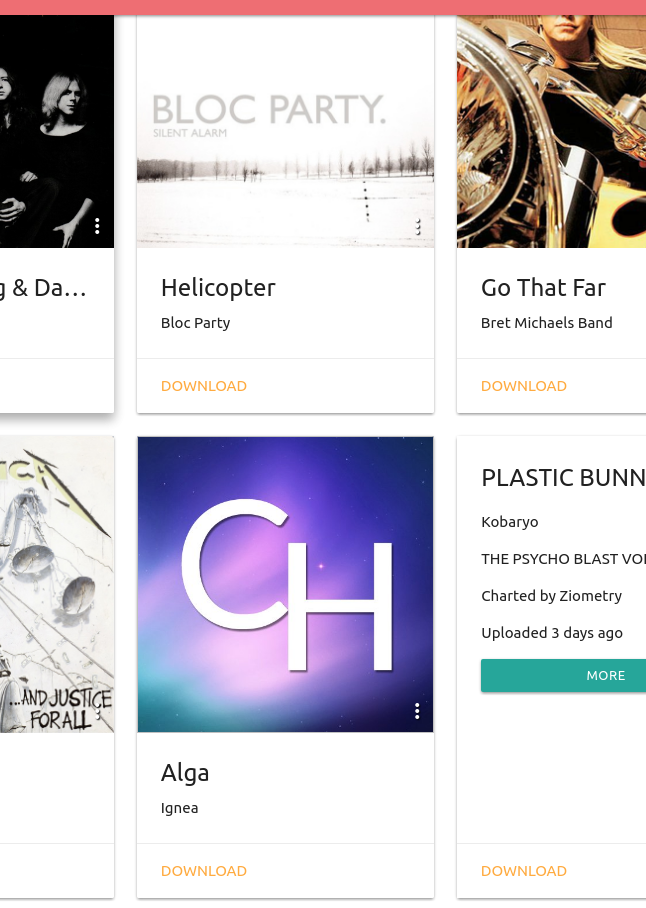 BLOC PARTY.
SILENT ALARM
g & Da...
Helicopter
Bloc Party
DOWNLOAD
Go That Far
Bret Michaels Band
DOWNLOAD
...AND JUSTICE
FOR ALL
CH
Alga
Ignea
DOWNLOAD
PLASTIC BUNN
Kobaryo
THE PSYCHO BLAST VO
Charted by Ziometry
Uploaded 3 days ago
MORE
DOWNLOAD